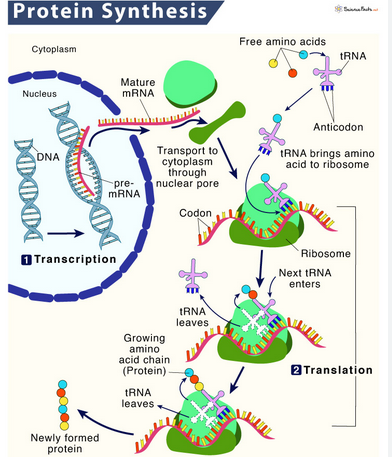 Protein Synthesis
ScienceFacts.net
Cytoplasm
Free amino acids
tRNA
Mature
mRNA
Nucleus
Anticodon
DNA
Transport to
cytoplasm
through
nuclear pore
tRNA brings amino
acid to ribosome
pre-
mRNA
Codon
1 Transcription
Ribosome
Next tRNA
enters
tRNA
leaves
Growing
amino
acid chain
(Protein)
2 Translation
tRNA
leaves
Newly formed
protein